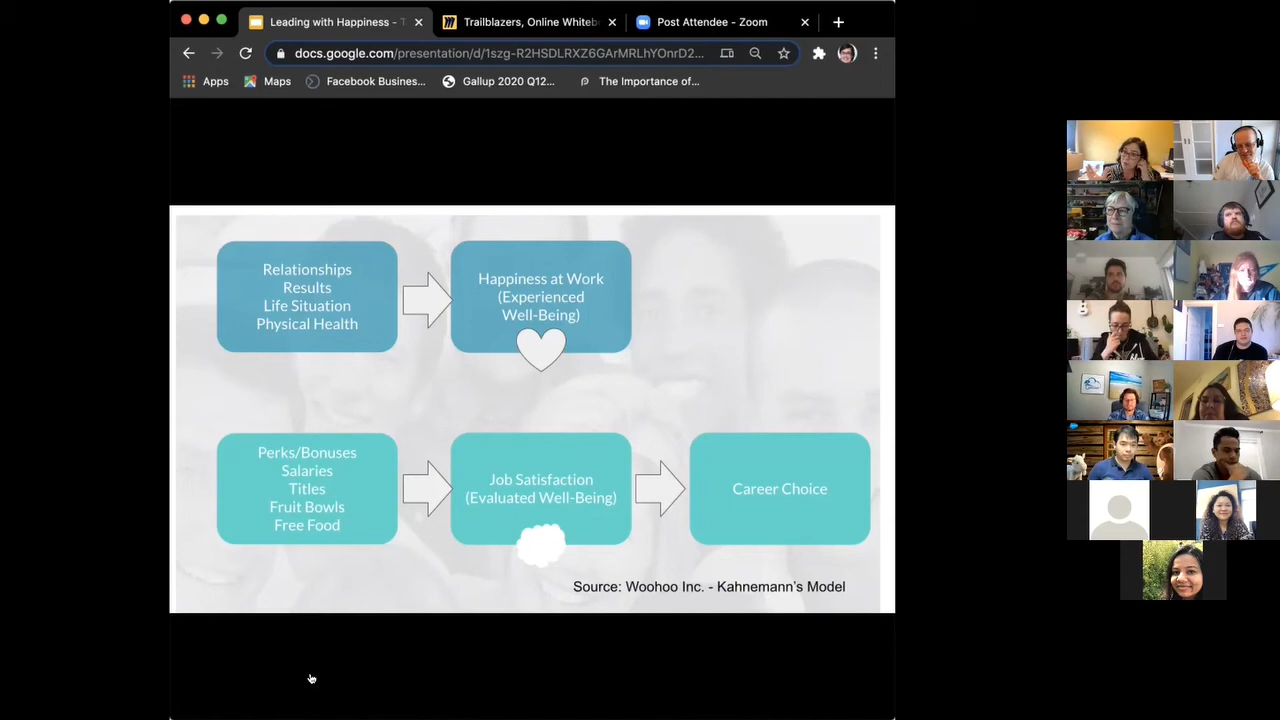 Leading with Happiness - T
Trailblazers, Online Whitebo
Post Attendee - Zoom
docs.google.com/presentation/d/1szg-R2HSDLRXZ6GArMRLhYOnrD2...
Apps
Maps
Facebook Busines...
Gallup 2020 Q12...
The Importance of...
Relationships
Results
Life Situation
Physical Health
Happiness at Work
(Experienced
Well-Being)
Perks/Bonuses
Salaries
Titles
Fruit Bowls
Free Food
Job Satisfaction
(Evaluated Well-Being)
Career Choice
Source: Woohoo Inc. - Kahnemann's Model